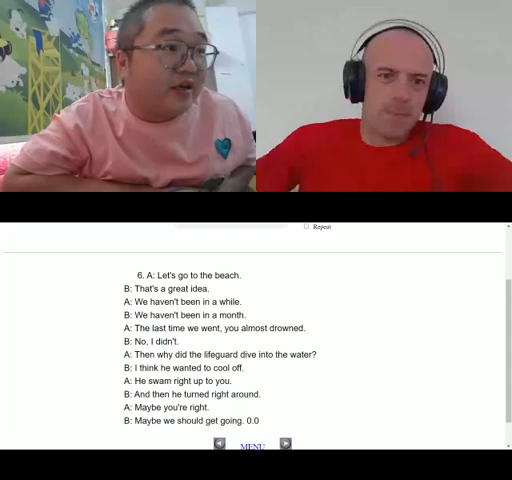 Repeat
6. A: Let's go to the beach.
B: That's a great idea.
A: We haven't been in a while.
B: We haven't been in a month.
A: The last time we went, you almost drowned.
B: No, I didn't.
A: Then why did the lifeguard dive into the water?
B: I think he wanted to cool off.
A: He swam right up to you.
B: And then he turned right around.
A: Maybe you're right.
B: Maybe we should get going. 0.0
MENU